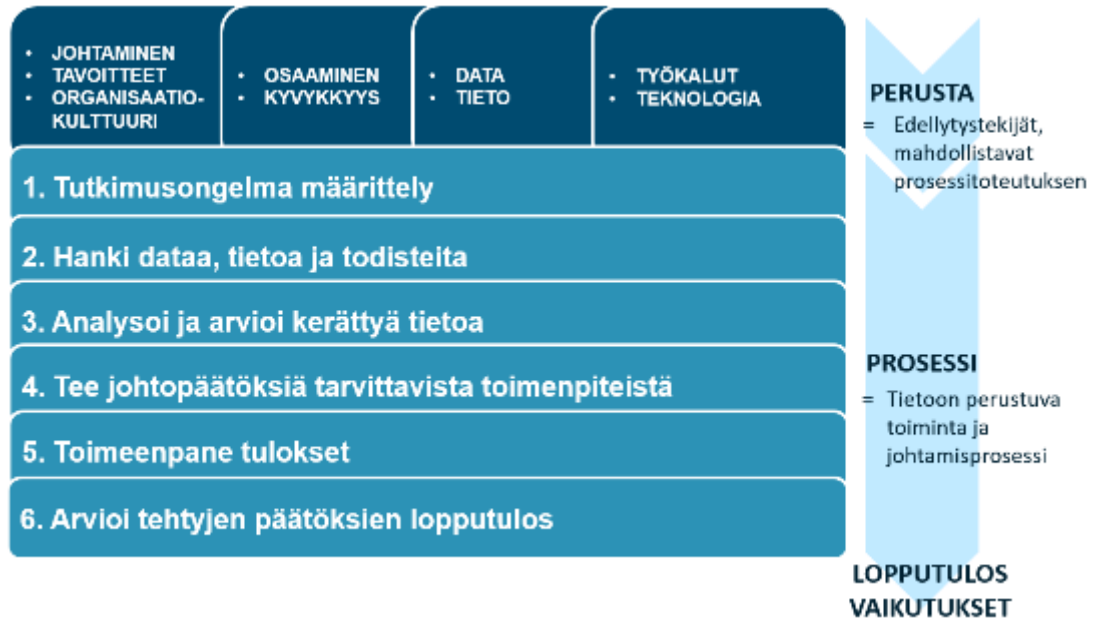 • JOHTAMINEN
• TAVOITTEET
• ORGANISAATIO-
KULTTUURI
• OSAAMINEN
• KYVYKKYYS
• DATA
• TIETO
• TYÖKALUT
• TEKNOLOGIA
PERUSTA
= Edellytystekijät,
mahdollistavat
prosessitoteutuksen
1. Tutkimusongelma määrittely
2. Hanki dataa, tietoa ja todisteita
3. Analysoi ja arvioi kerättyä tietoa
4. Tee johtopäätöksiä tarvittavista toimenpiteistä
5. Toimeenpane tulokset
6. Arvioi tehtyjen päätöksien lopputulos
PROSESSI
= Tietoon perustuva
toiminta ja
johtamisprosessi
LOPPUTULOS
VAIKUTUKSET